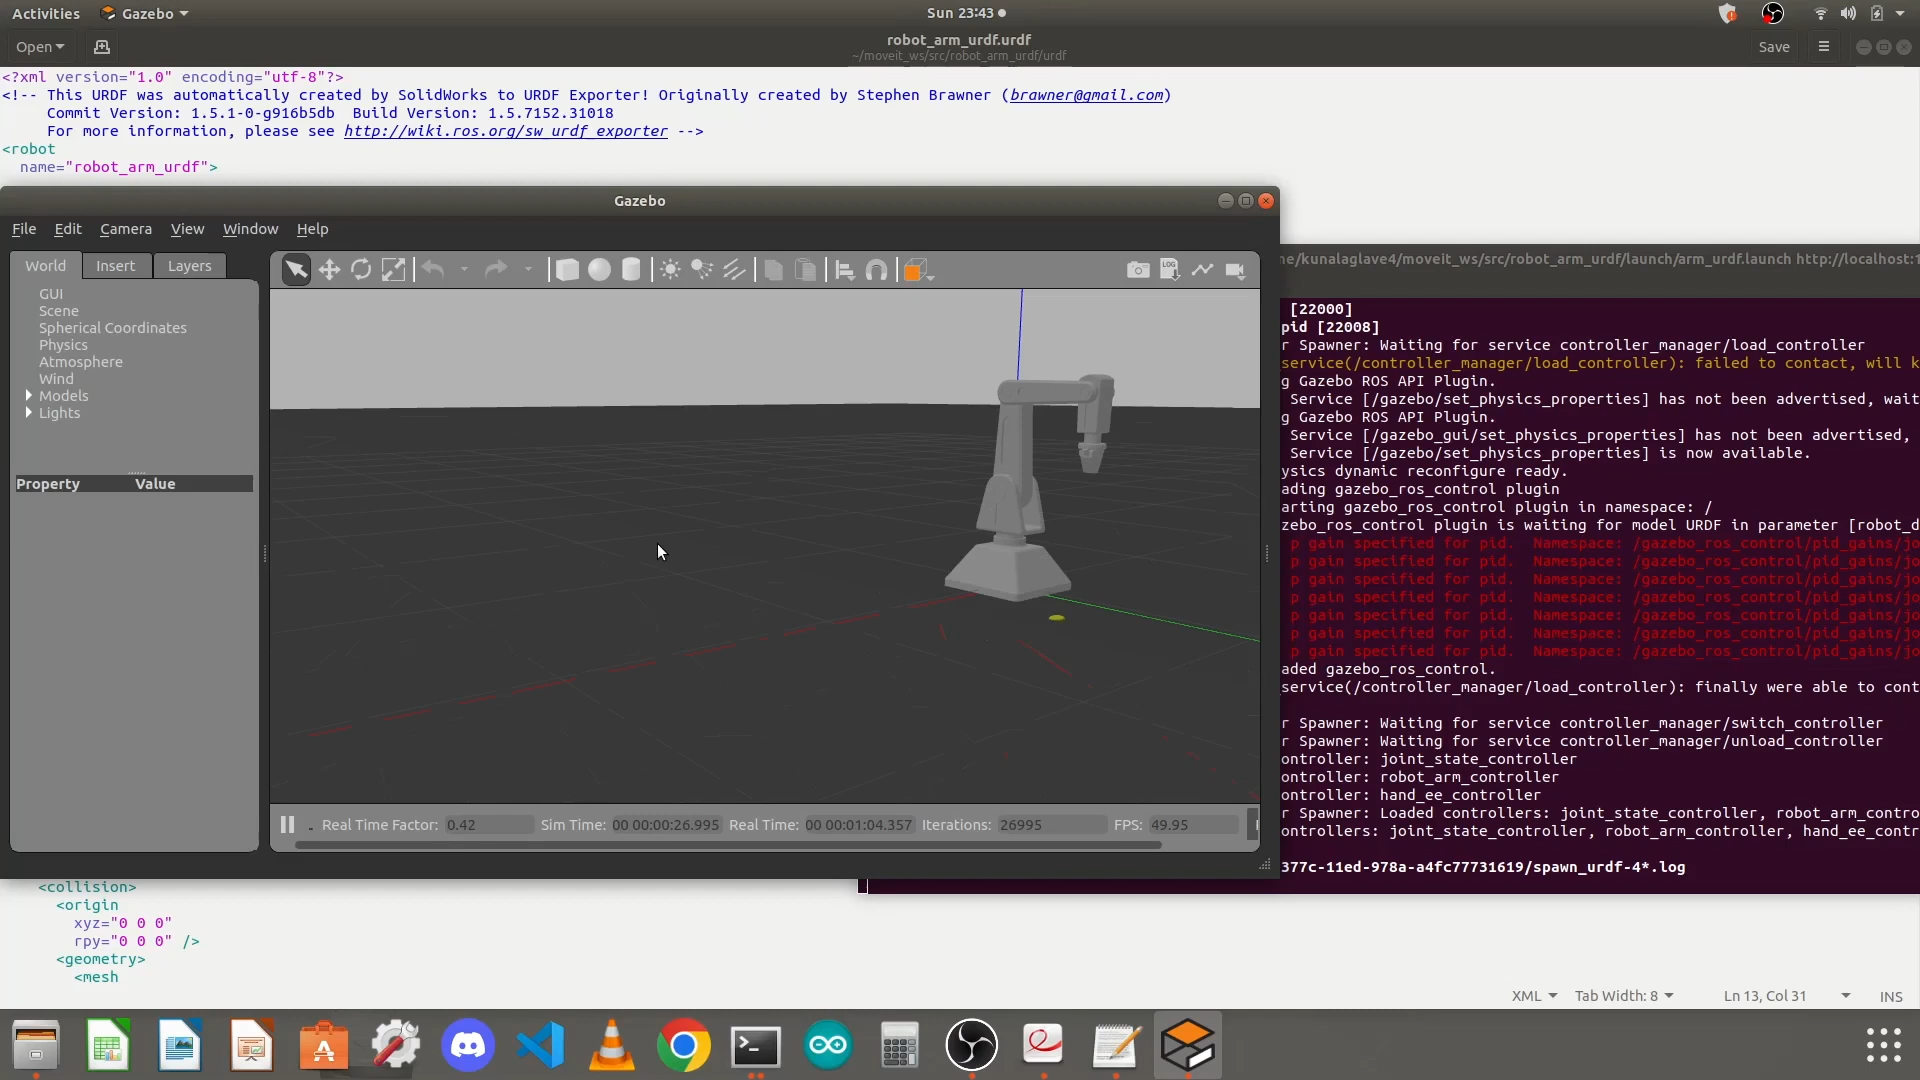 Activities
Gazebo
Sun 23:43
Open
robot_arm_urdf.urdf
~/moveit_ws/src/robot_arm_urdf/urdf
Save
<?xml version="1.0" encoding="utf-8"?>
<!-- This URDF was automatically created by SolidWorks to URDF Exporter! Originally created by Stephen Brawner (brawner@gmail.com)
Commit Version: 1.5.1-0-g916b5db  Build Version: 1.5.7152.31018
For more information, please see http://wiki.ros.org/sw_urdf_exporter -->
<robot
name="robot_arm_urdf">
Gazebo
File Edit Camera View Window Help
World Insert Layers
GUI
Scene
Spherical Coordinates
Physics
Atmosphere
Wind
Models
Lights
Property Value
LOG
Real Time Factor: 0.42 Sim Time: 00 00:00:26.995 Real Time: 00 00:01:04.357 Iterations: 26995 FPS: 49.95
/kunalaglave4/moveit_ws/src/robot_arm_urdf/launch/arm_urdf.launch http://localhost:
[22000]
pid [22008]
r Spawner: Waiting for service controller_manager/load_controller
service(/controller_manager/load_controller): failed to contact, will k
g Gazebo ROS API Plugin.
Service [/gazebo/set_physics_properties] has not been advertised, wait
g Gazebo ROS API Plugin.
Service [/gazebo_gui/set_physics_properties] has not been advertised,
Service [/gazebo/set_physics_properties] is now available.
ysics dynamic reconfigure ready.
ading gazebo_ros_control plugin
arting gazebo_ros_control plugin in namespace: /
zebo_ros_control plugin is waiting for model URDF in parameter [robot_d
p gain specified for pid.  Namespace: /gazebo_ros_control/pid_gains/jo
p gain specified for pid.  Namespace: /gazebo_ros_control/pid_gains/jo
p gain specified for pid.  Namespace: /gazebo_ros_control/pid_gains/jo
p gain specified for pid.  Namespace: /gazebo_ros_control/pid_gains/jo
p gain specified for pid.  Namespace: /gazebo_ros_control/pid_gains/jo
p gain specified for pid.  Namespace: /gazebo_ros_control/pid_gains/jo
p gain specified for pid.  Namespace: /gazebo_ros_control/pid_gains/jo
aded gazebo_ros_control.
service(/controller_manager/load_controller): finally were able to cont
r Spawner: Waiting for service controller_manager/switch_controller
r Spawner: Waiting for service controller_manager/unload_controller
ontroller: joint_state_controller
ontroller: robot_arm_controller
ontroller: hand_ee_controller
r Spawner: Loaded controllers: joint_state_controller, robot_arm_contro
ontrollers: joint_state_controller, robot_arm_controller, hand_ee_contr
377c-11ed-978a-a4fc77731619/spawn_urdf-4*.log
<collision>
<origin
xyz="0 0 0"
rpy="0 0 0" />
<geometry>
<mesh
XML Tab Width: 8 Ln 13, Col 31 INS